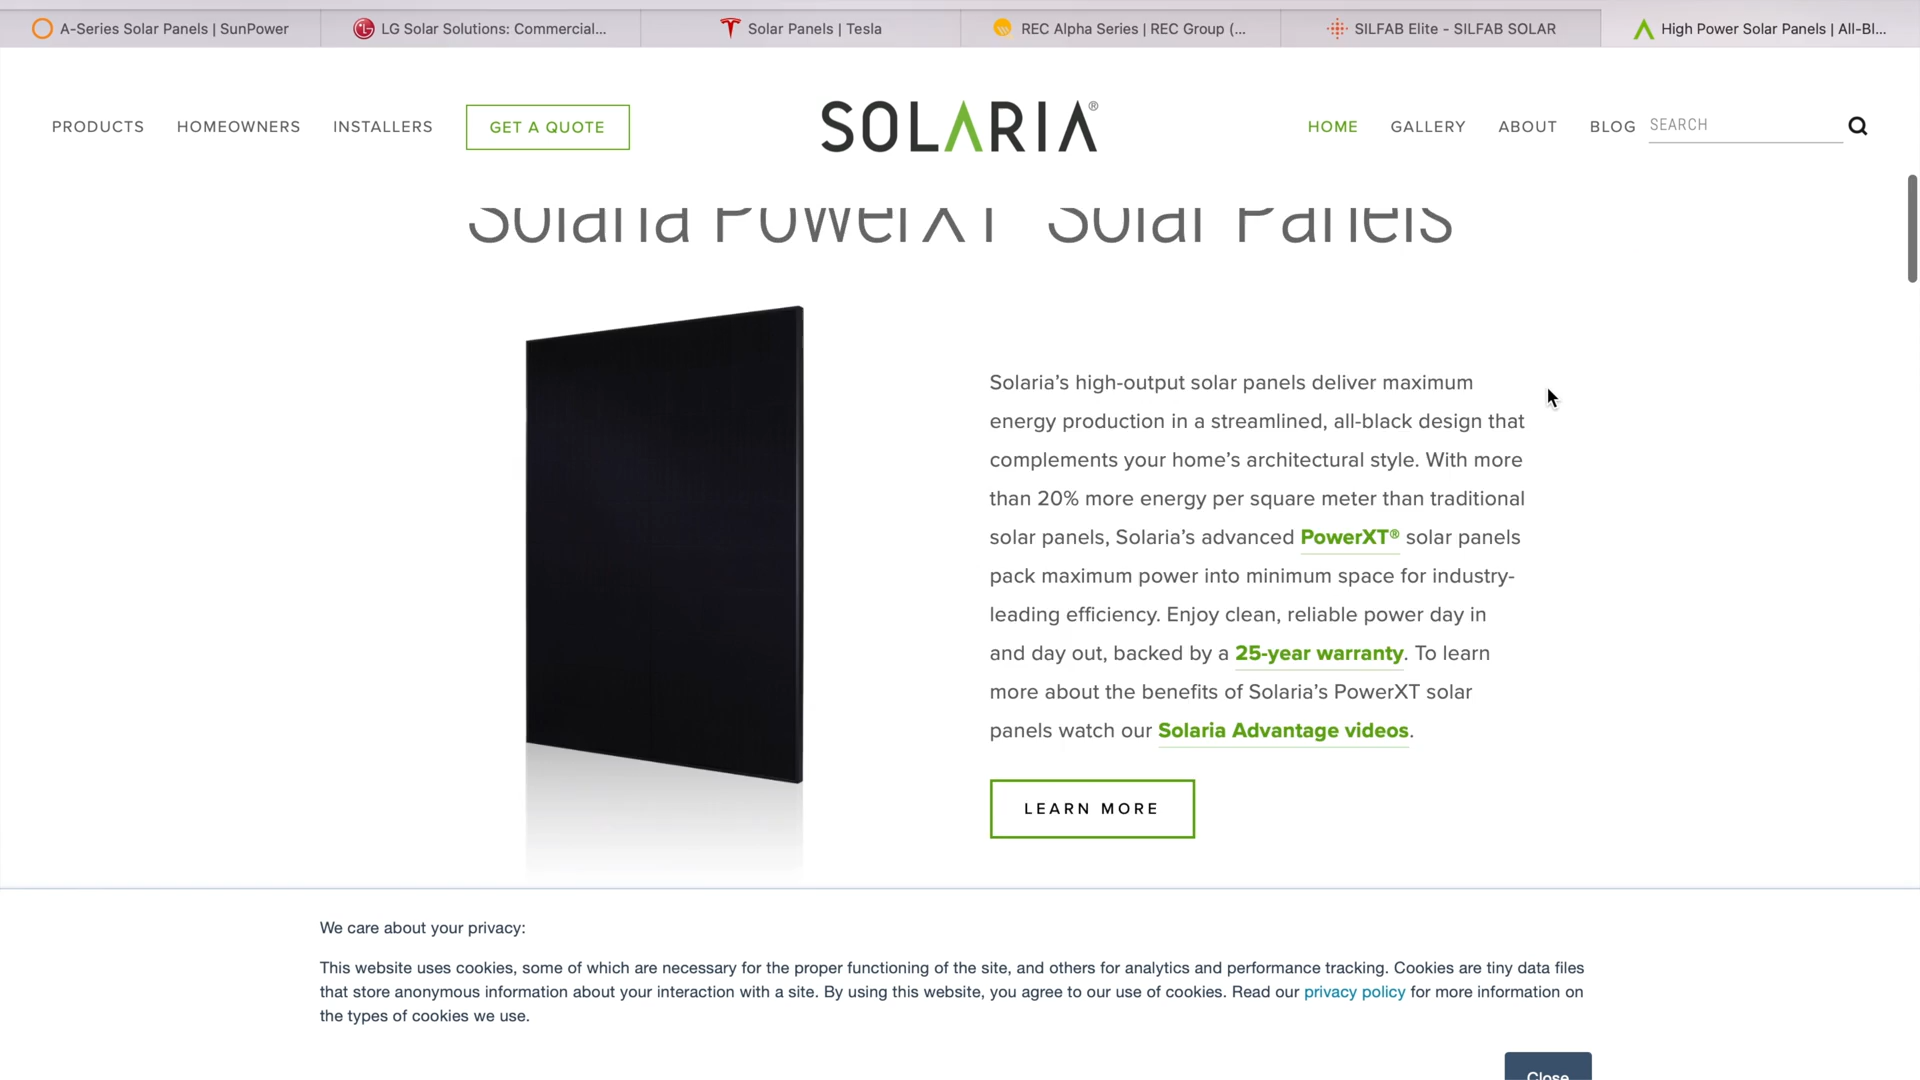 A-Series Solar Panels | SunPower
LG Solar Solutions: Commercial...
Solar Panels | Tesla
REC Alpha Series | REC Group (...
SILFAB Elite - SILFAB SOLAR
High Power Solar Panels | All-Bl...
PRODUCTS
HOMEOWNERS
INSTALLERS
GET A QUOTE
SOLARIA®
HOME
GALLERY
ABOUT
BLOG
SEARCH
Solaria PowerXT Solar Panels
Solaria’s high-output solar panels deliver maximum
energy production in a streamlined, all-black design that
complements your home’s architectural style. With more
than 20% more energy per square meter than traditional
solar panels, Solaria’s advanced PowerXT® solar panels
pack maximum power into minimum space for industry-
leading efficiency. Enjoy clean, reliable power day in
and day out, backed by a 25-year warranty. To learn
more about the benefits of Solaria’s PowerXT solar
panels watch our Solaria Advantage videos.
LEARN MORE
We care about your privacy:
This website uses cookies, some of which are necessary for the proper functioning of the site, and others for analytics and performance tracking. Cookies are tiny data files
that store anonymous information about your interaction with a site. By using this website, you agree to our use of cookies. Read our privacy policy for more information on
the types of cookies we use.
Close